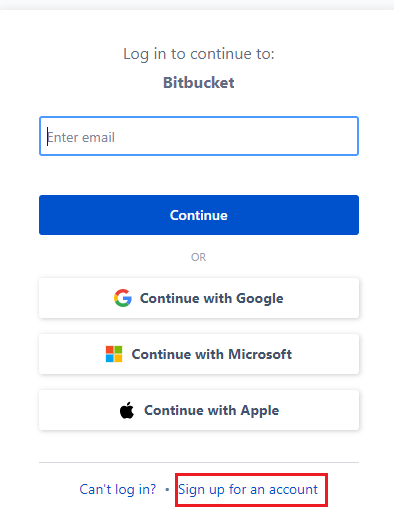 Log in to continue to:
Bitbucket
Enter email
Continue
OR
Continue with Google
Continue with Microsoft
Continue with Apple
Can't log in? • Sign up for an account